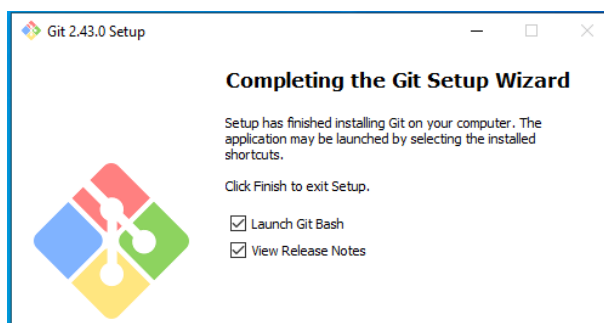 Git 2.43.0 Setup
Completing the Git Setup Wizard
Setup has finished installing Git on your computer. The
application may be launched by selecting the installed
shortcuts.
Click Finish to exit Setup.
Launch Git Bash
View Release Notes